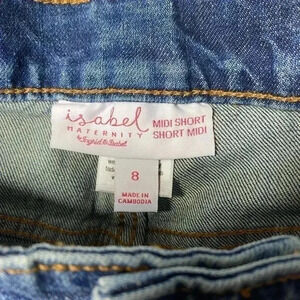 isabel
MATERNITY
by Ingrid & Isabel
MIDI SHORT
SHORT MIDI
8
MADE IN
CAMBODIA